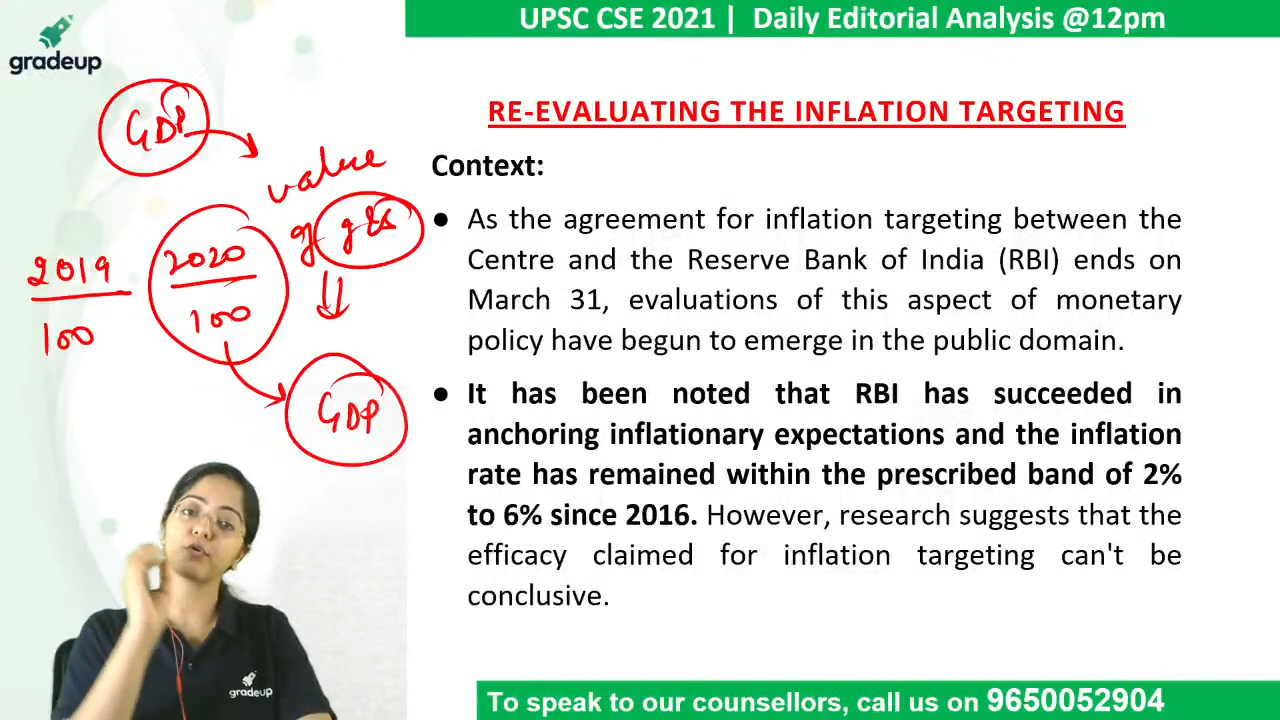 UPSC CSE 2021 | Daily Editorial Analysis @12pm
gradeup
RE-EVALUATING THE INFLATION TARGETING
Context:
● As the agreement for inflation targeting between the
Centre and the Reserve Bank of India (RBI) ends on
March 31, evaluations of this aspect of monetary
policy have begun to emerge in the public domain.
● It has been noted that RBI has succeeded in
anchoring inflationary expectations and the inflation
rate has remained within the prescribed band of 2%
to 6% since 2016. However, research suggests that the
efficacy claimed for inflation targeting can't be
conclusive.
GDP
value
of g&s
2019
100
2020
100
GDP
gradeup
To speak to our counsellors, call us on 9650052904